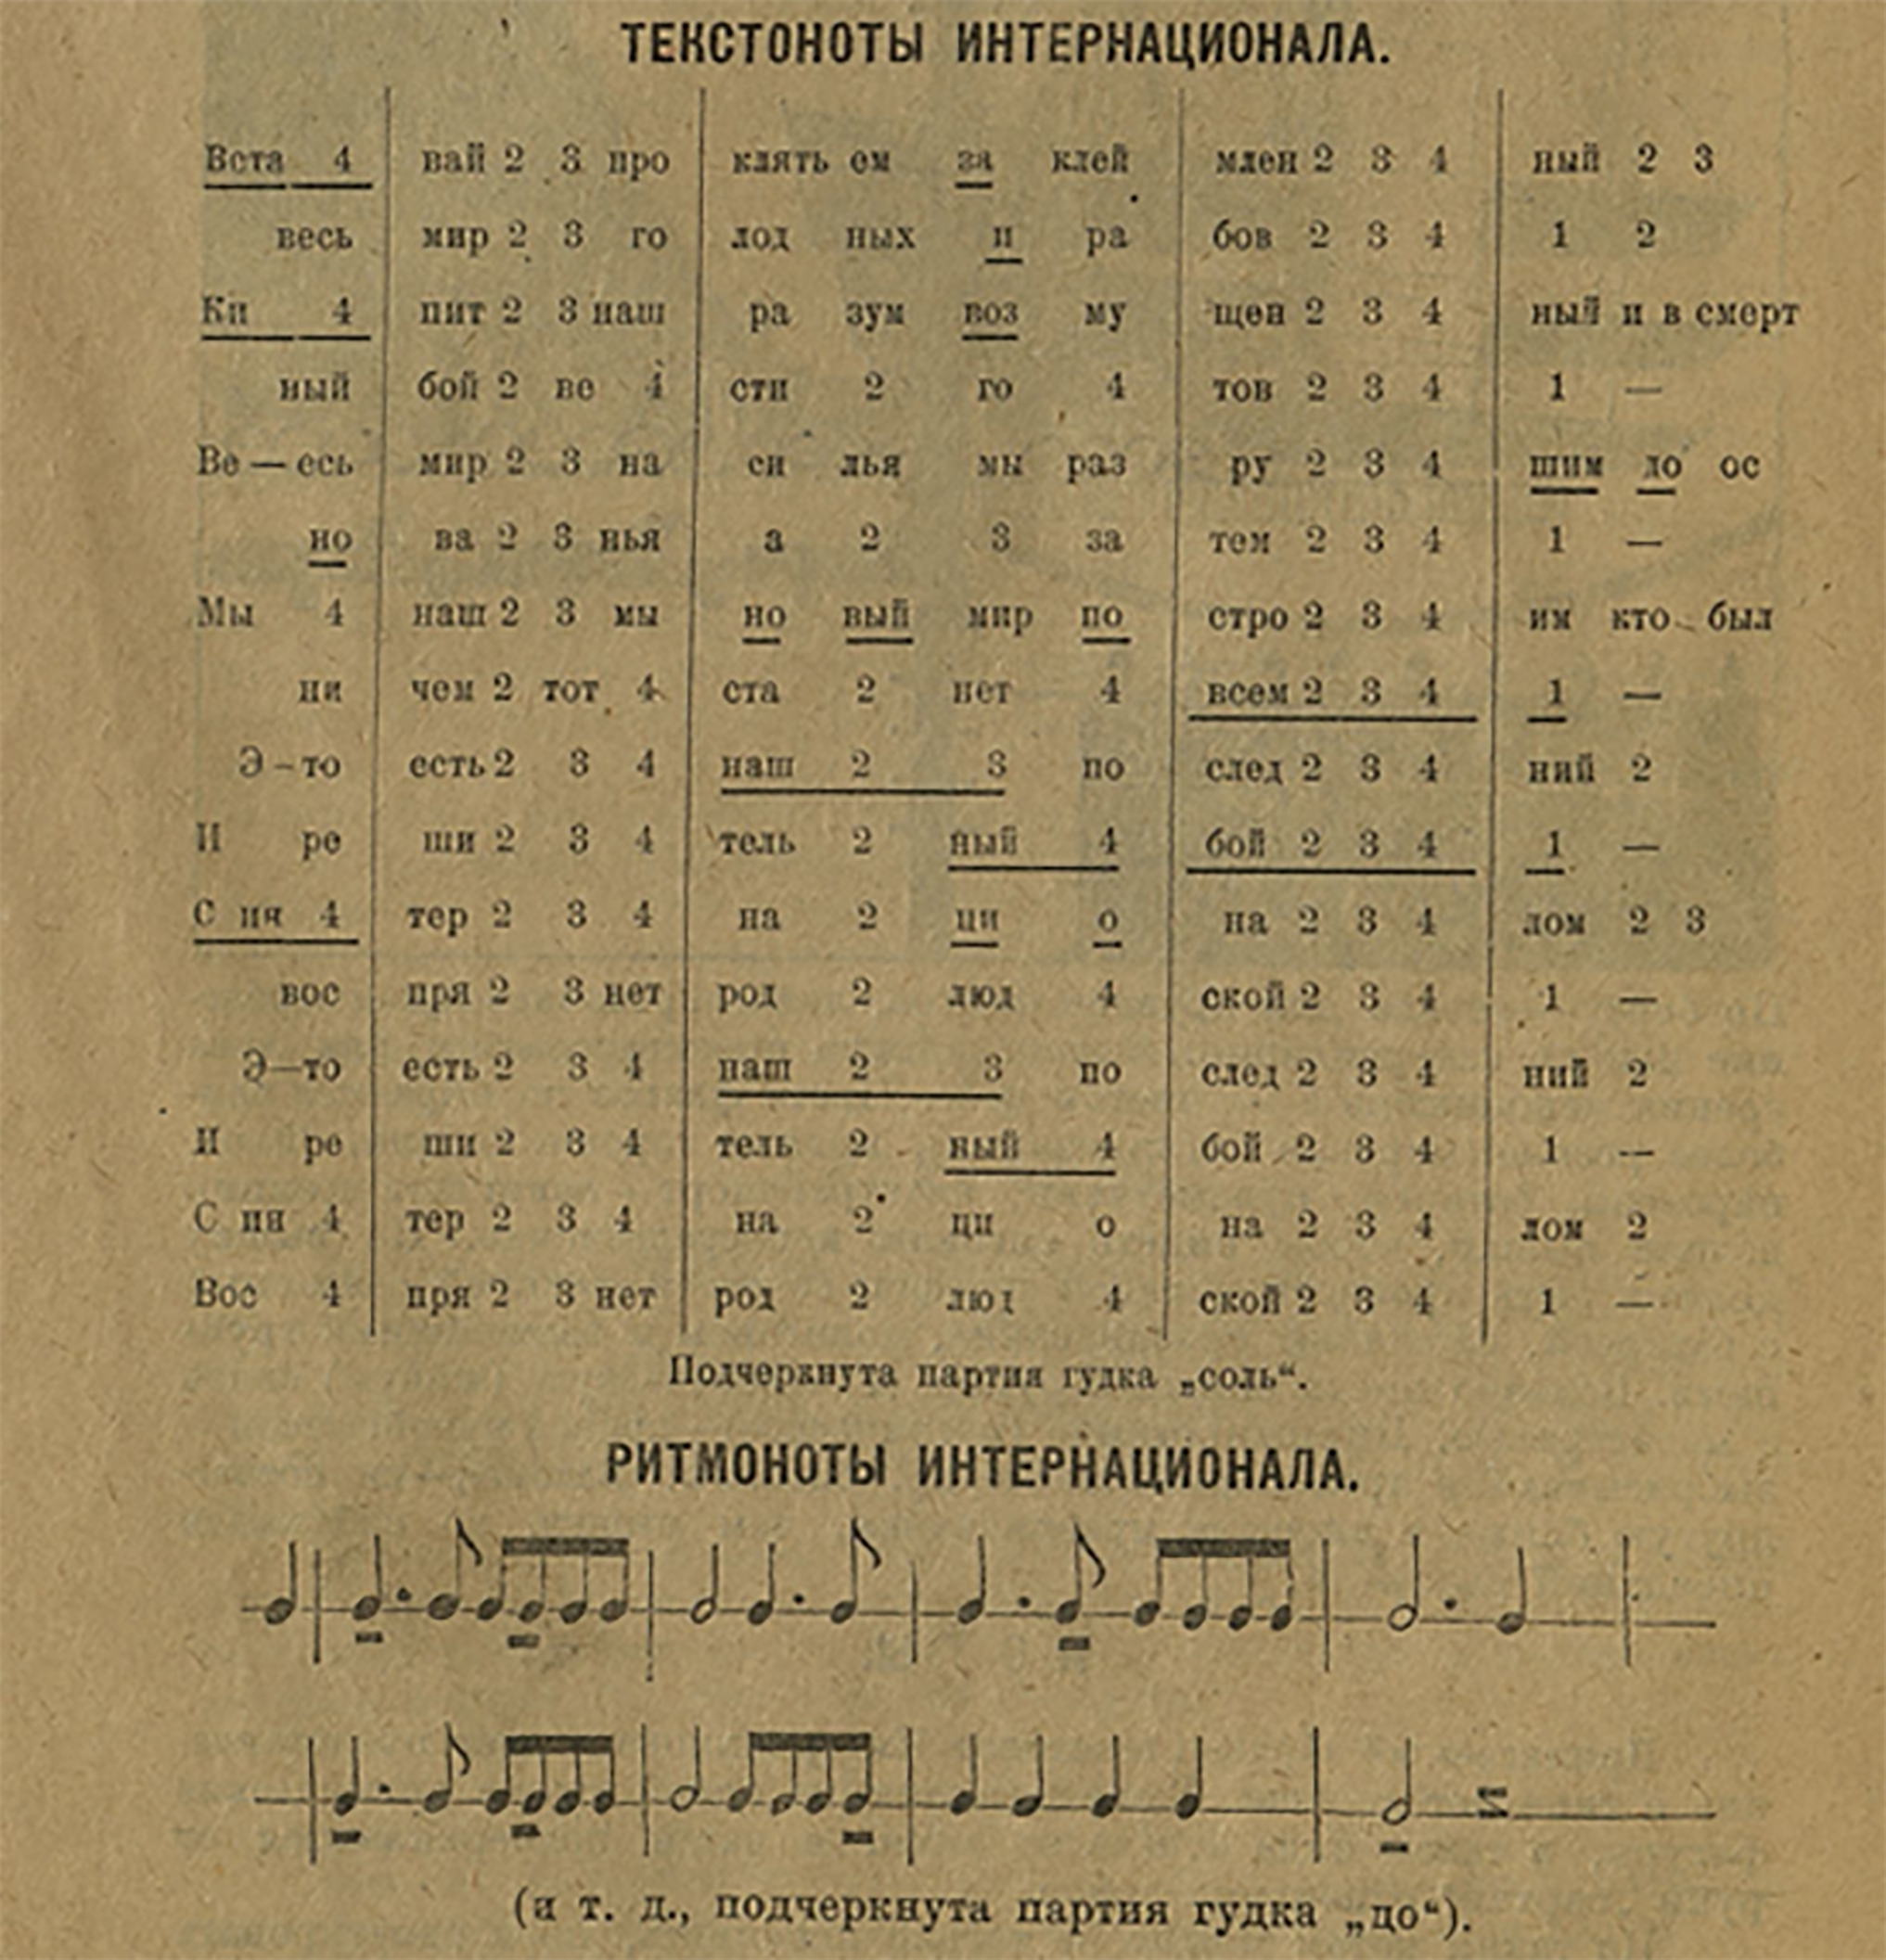 ТЕКСТОНОТЫ ИНТЕРНАЦИОНАЛА.
Вста 4 вай 2 3 про клять ем за клей млен 2 3 4 ный 2 3
весь мир 2 3 го лод ных и ра бов 2 3 4 1 2
Ки 4 пит 2 3 наш ра зум воз му щен 2 3 4 ный и в смерт
ный бой 2 ве 4 сти 2 го 4 тов 2 3 4 1 —
Ве — есь мир 2 3 на си лья мы раз ру 2 3 4 шим до ос
но ва 2 3 нья а 2 3 за тем 2 3 4 1 —
Мы 4 наш 2 3 мы но вый мир по стро 2 3 4 им кто был
ни чем 2 тот 4 ста 2 нет 4 всем 2 3 4 1 —
Э – то есть 2 3 4 наш 2 3 по след 2 3 4 ний 2
И ре ши 2 3 4 тель 2 ный 4 бой 2 3 4 1 —
С ин 4 тер 2 3 4 на 2 ци о на 2 3 4 лом 2 3
вос пря 2 3 нет род 2 люд 4 ской 2 3 4 1 —
Э—то есть 2 3 4 наш 2 3 по след 2 3 4 ний 2
И ре ши 2 3 4 тель 2 ный 4 бой 2 3 4 1 —
С ин 4 тер 2 3 4 на 2 ци о на 2 3 4 лом 2
Вос 4 пря 2 3 нет род 2 люд 4 ской 2 3 4 1 —
Подчеркнута партия гудка „соль“.
РИТМОНОТЫ ИНТЕРНАЦИОНАЛА.
(и т. д., подчеркнута партия гудка „до“).